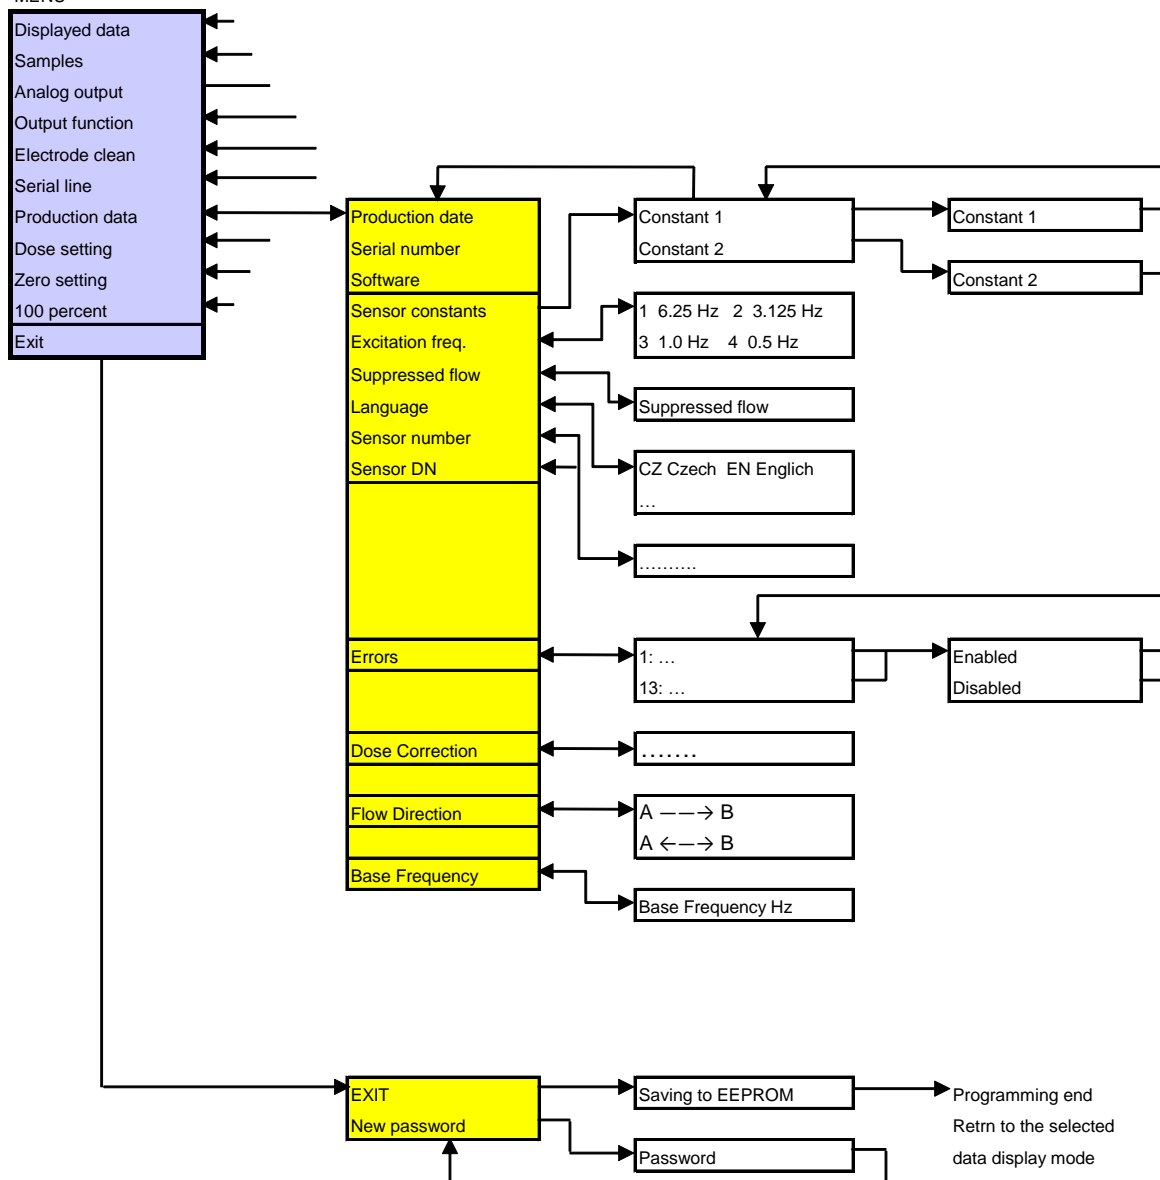 MENU
Displayed data
Samples
Analog output
Output function
Electrode clean
Serial line
Production data
Dose setting
Zero setting
100 percent
Exit
Production date
Serial number
Software
Sensor constants
Excitation freq.
Suppressed flow
Language
Sensor number
Sensor DN
Errors
Dose Correction
Flow Direction
Base Frequency
Constant 1
Constant 2
1 6.25 Hz 2 3.125 Hz
3 1.0 Hz 4 0.5 Hz
Suppressed flow
CZ Czech EN Englich
...
..........
1: ...
13: ...
.......
A ——→ B
A ←—→ B
Base Frequency Hz
Constant 1
Constant 2
Enabled
Disabled
EXIT
New password
Saving to EEPROM
Password
Programming end
Retrn to the selected
data display mode